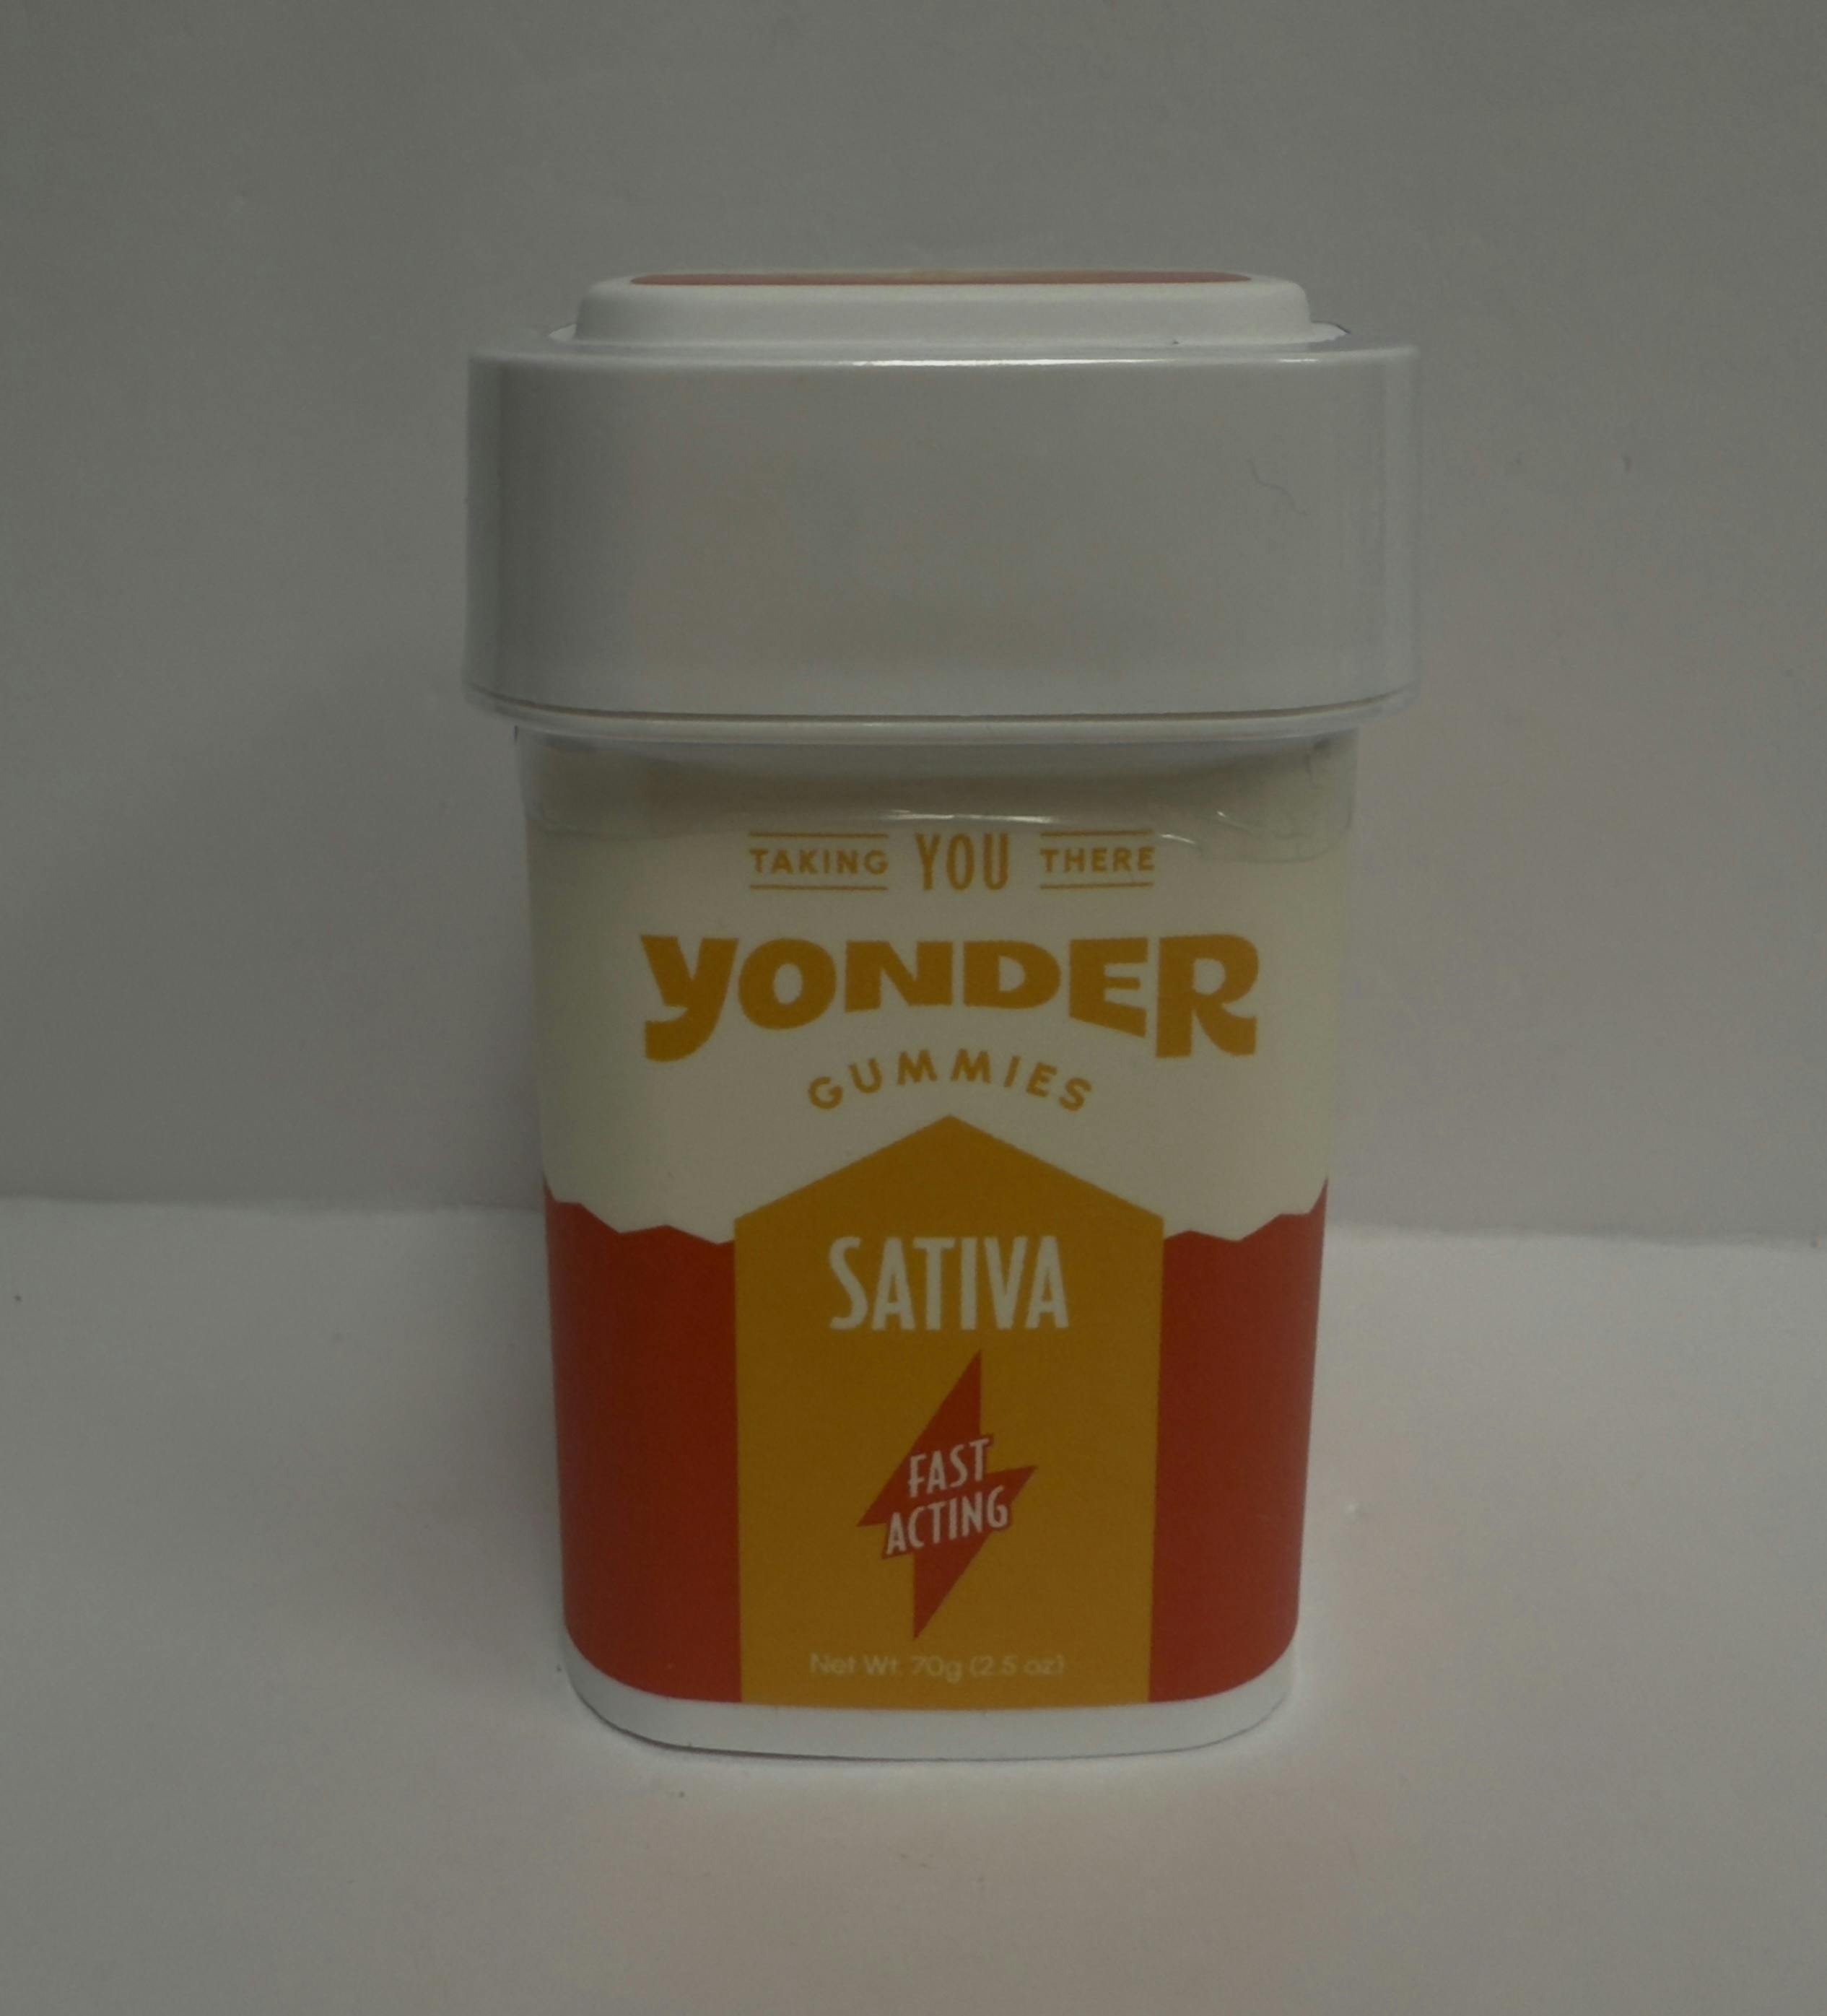 TAKING YOU THERE
YONDER
GUMMIES
SATIVA
FAST
ACTING
Net Wt. 70g (2.5 oz)